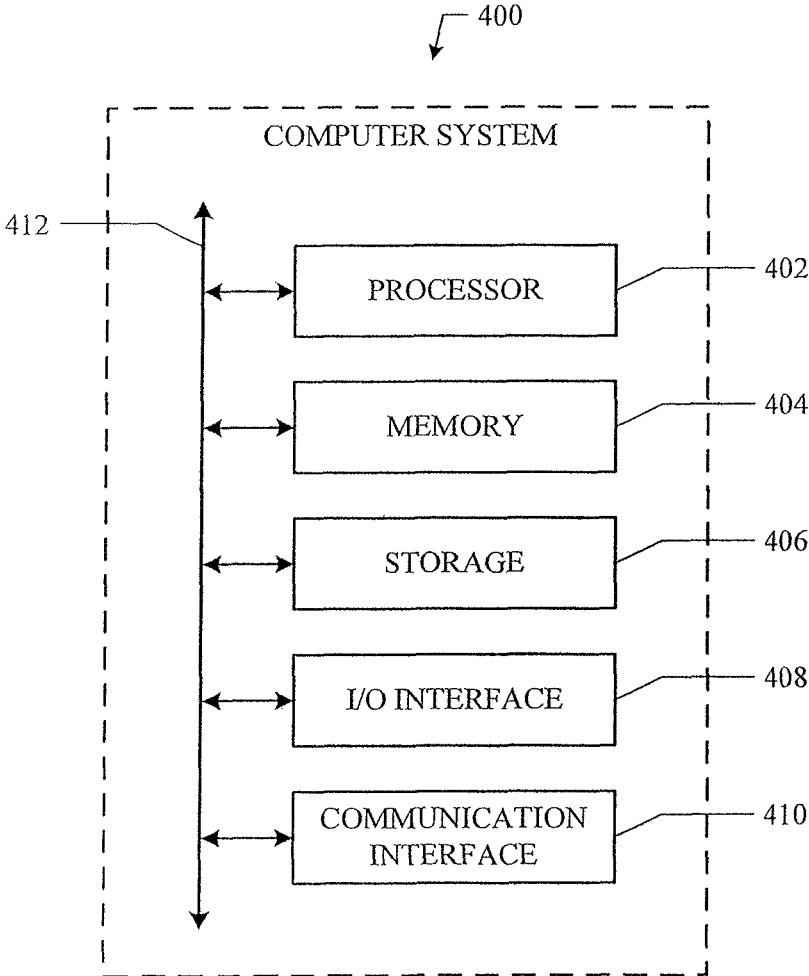 400
COMPUTER SYSTEM
412
PROCESSOR
402
MEMORY
404
STORAGE
406
I/O INTERFACE
408
COMMUNICATION
INTERFACE
410